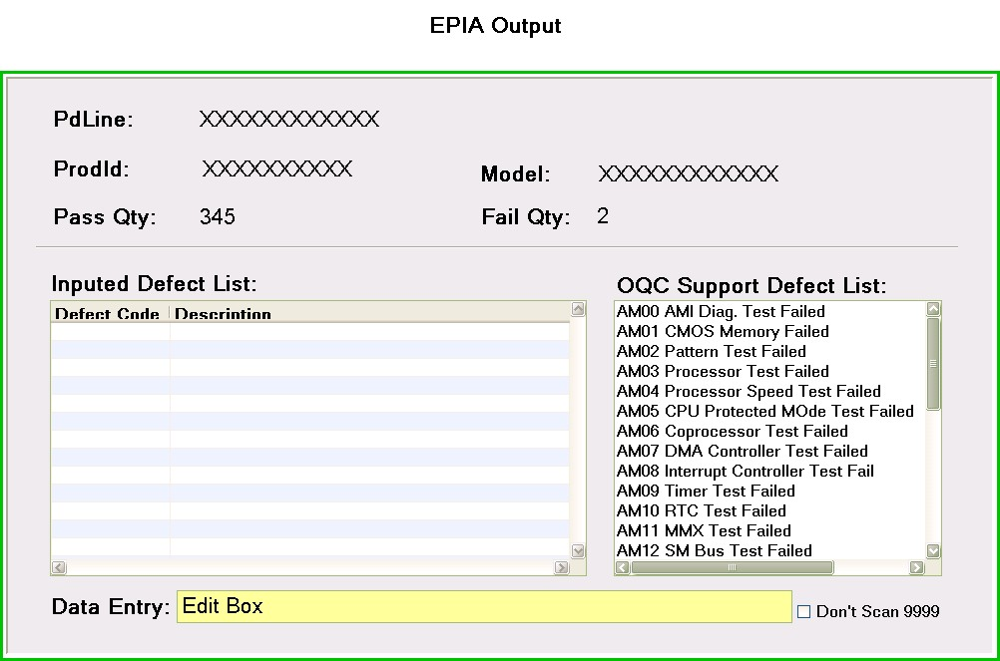 EPIA Output
PdLine: XXXXXXXXXXXX
ProdId: XXXXXXXXXX
Model: XXXXXXXXXXXX
Pass Qty: 345
Fail Qty: 2
Inputed Defect List:
Defect Code Description
OQC Support Defect List:
AM00 AMI Diag. Test Failed
AM01 CMOS Memory Failed
AM02 Pattern Test Failed
AM03 Processor Test Failed
AM04 Processor Speed Test Failed
AM05 CPU Protected MOde Test Failed
AM06 Coprocessor Test Failed
AM07 DMA Controller Test Failed
AM08 Interrupt Controller Test Fail
AM09 Timer Test Failed
AM10 RTC Test Failed
AM11 MMX Test Failed
AM12 SM Bus Test Failed
Data Entry: Edit Box
Don't Scan 9999